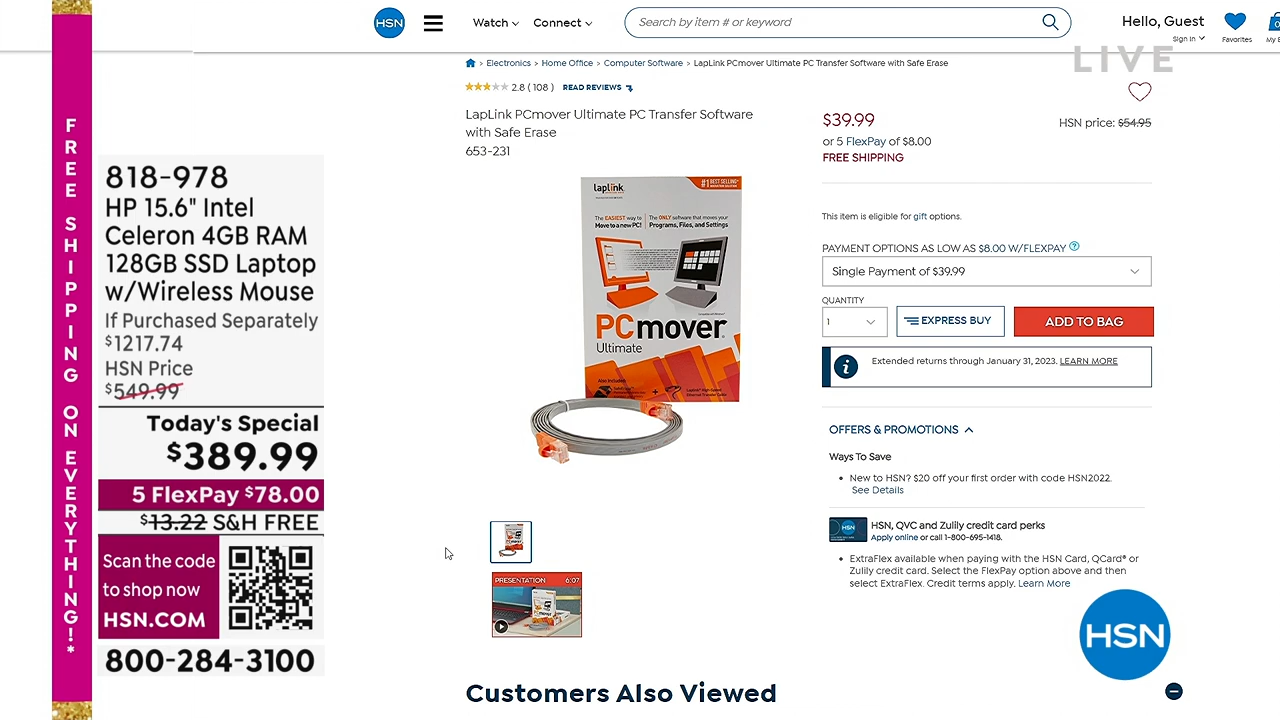 FREE SHIPPING ON EVERYTHING!*
818-978
HP 15.6" Intel
Celeron 4GB RAM
128GB SSD Laptop
w/Wireless Mouse
If Purchased Separately
$1217.74
HSN Price
$549.99
Today's Special
$389.99
5 FlexPay $78.00
$13.22 S&H FREE
Scan the code
to shop now
HSN.COM
800-284-3100
HSN
Watch
Connect
Search by item # or keyword
Hello, Guest
Sign In
Favorites
LIVE
Electronics > Home Office > Computer Software > LapLink PCmover Ultimate PC Transfer Software with Safe Erase
2.8 ( 108 ) READ REVIEWS
LapLink PCmover Ultimate PC Transfer Software
with Safe Erase
653-231
laplink
#1 BEST SELLING
The EASIEST way to
Move to a new PC!
The ONLY software that moves your
Programs, Files, and Settings
PCmover
Ultimate
Also Includes:
PRESENTATION 6:07
$39.99
HSN price: $54.95
or 5 FlexPay of $8.00
FREE SHIPPING
This item is eligible for gift options.
PAYMENT OPTIONS AS LOW AS $8.00 W/FLEXPAY ?
Single Payment of $39.99
QUANTITY
1
EXPRESS BUY
ADD TO BAG
Extended returns through January 31, 2023. LEARN MORE
OFFERS & PROMOTIONS
Ways To Save
• New to HSN? $20 off your first order with code HSN2022.
See Details
HSN, QVC and Zulily credit card perks
Apply online or call 1-800-695-1418.
• ExtraFlex available when paying with the HSN Card, QCard® or
Zulily credit card. Select the FlexPay option above and then
select ExtraFlex. Credit terms apply. Learn More
HSN
Customers Also Viewed